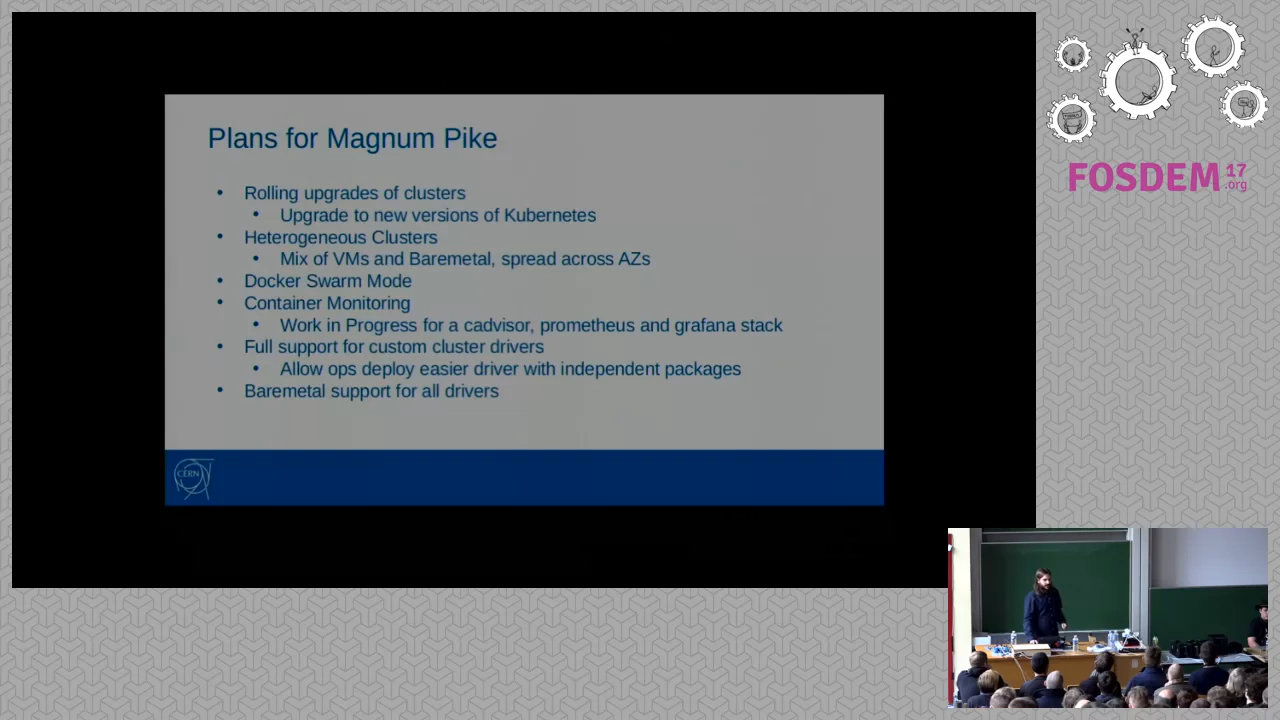 Plans for Magnum Pike
• Rolling upgrades of clusters
• Upgrade to new versions of Kubernetes
• Heterogeneous Clusters
• Mix of VMs and Baremetal, spread across AZs
• Docker Swarm Mode
• Container Monitoring
• Work in Progress for a cadvisor, prometheus and grafana stack
• Full support for custom cluster drivers
• Allow ops deploy easier driver with independent packages
• Baremetal support for all drivers
CERN
FOSDEM 17
.org